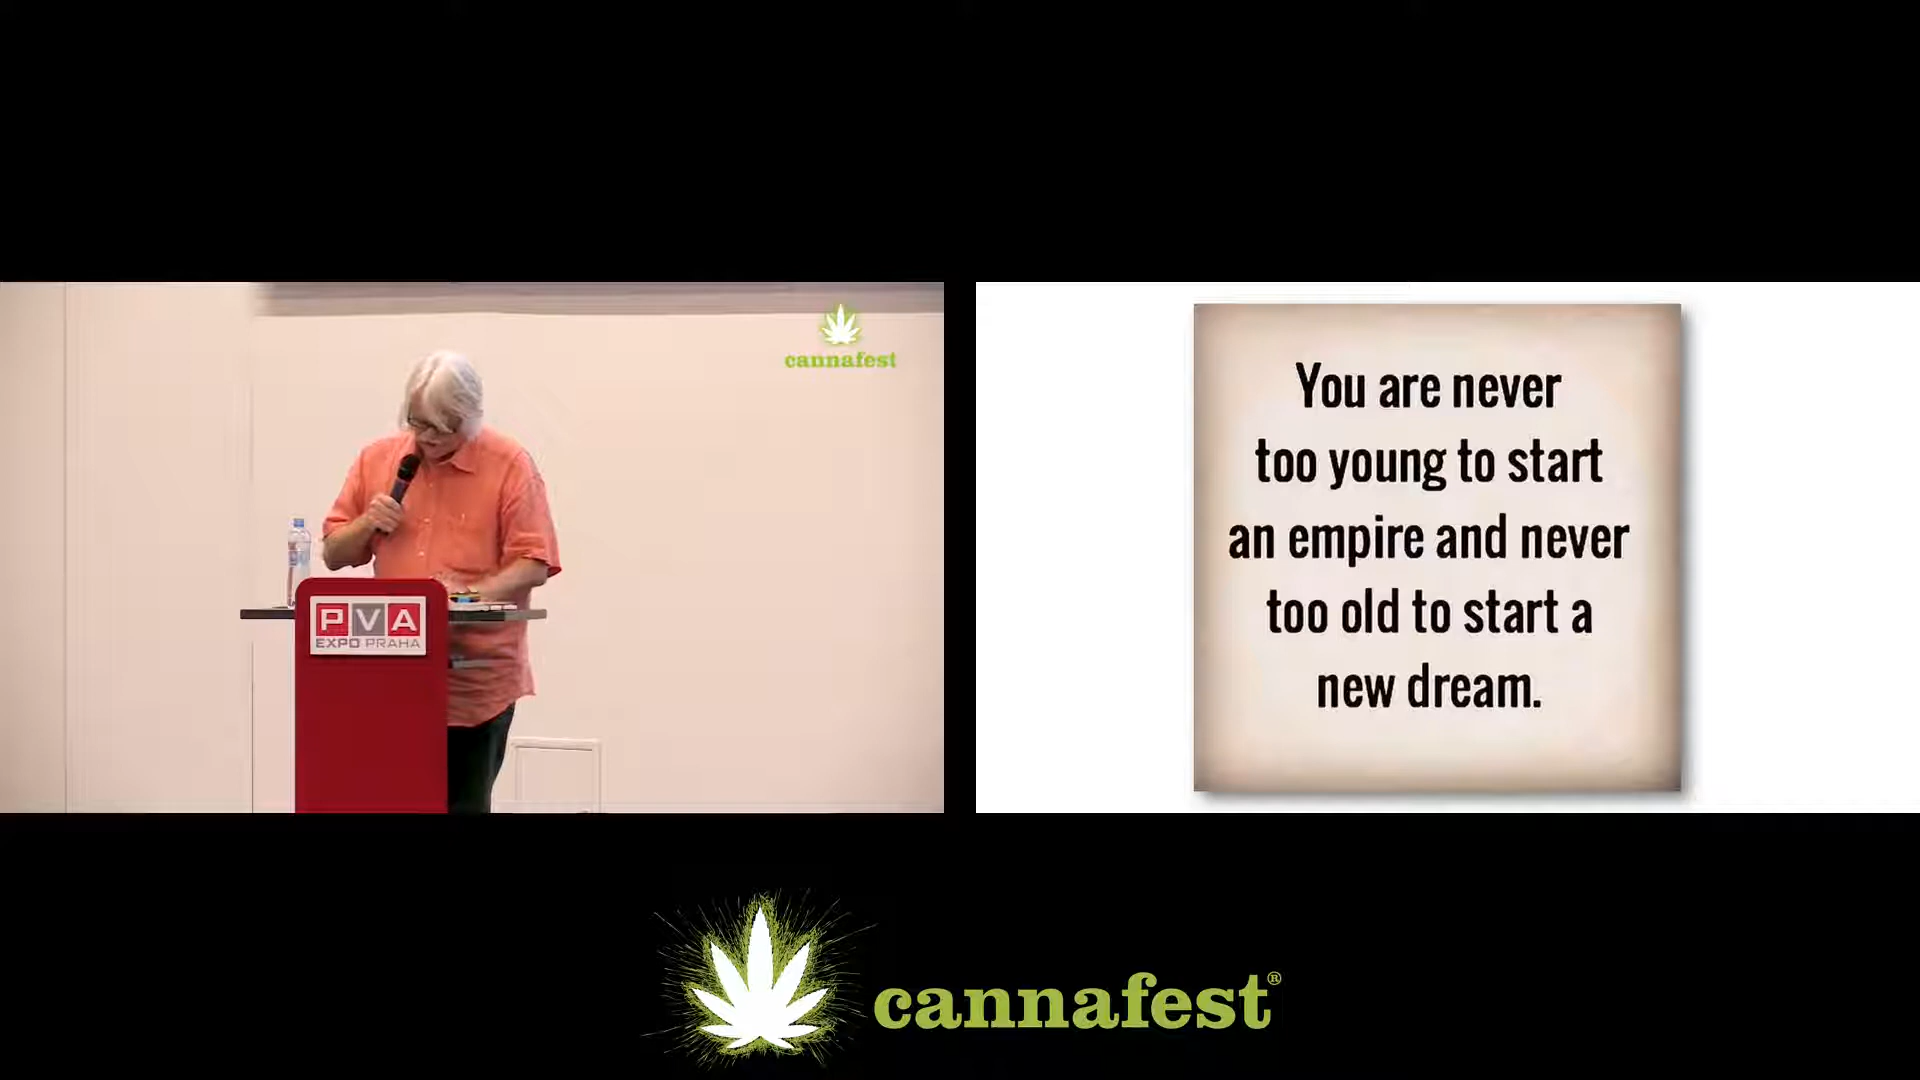 cannafest
PVA
EXPO PRAHA
You are never
too young to start
an empire and never
too old to start a
new dream.
cannafest®